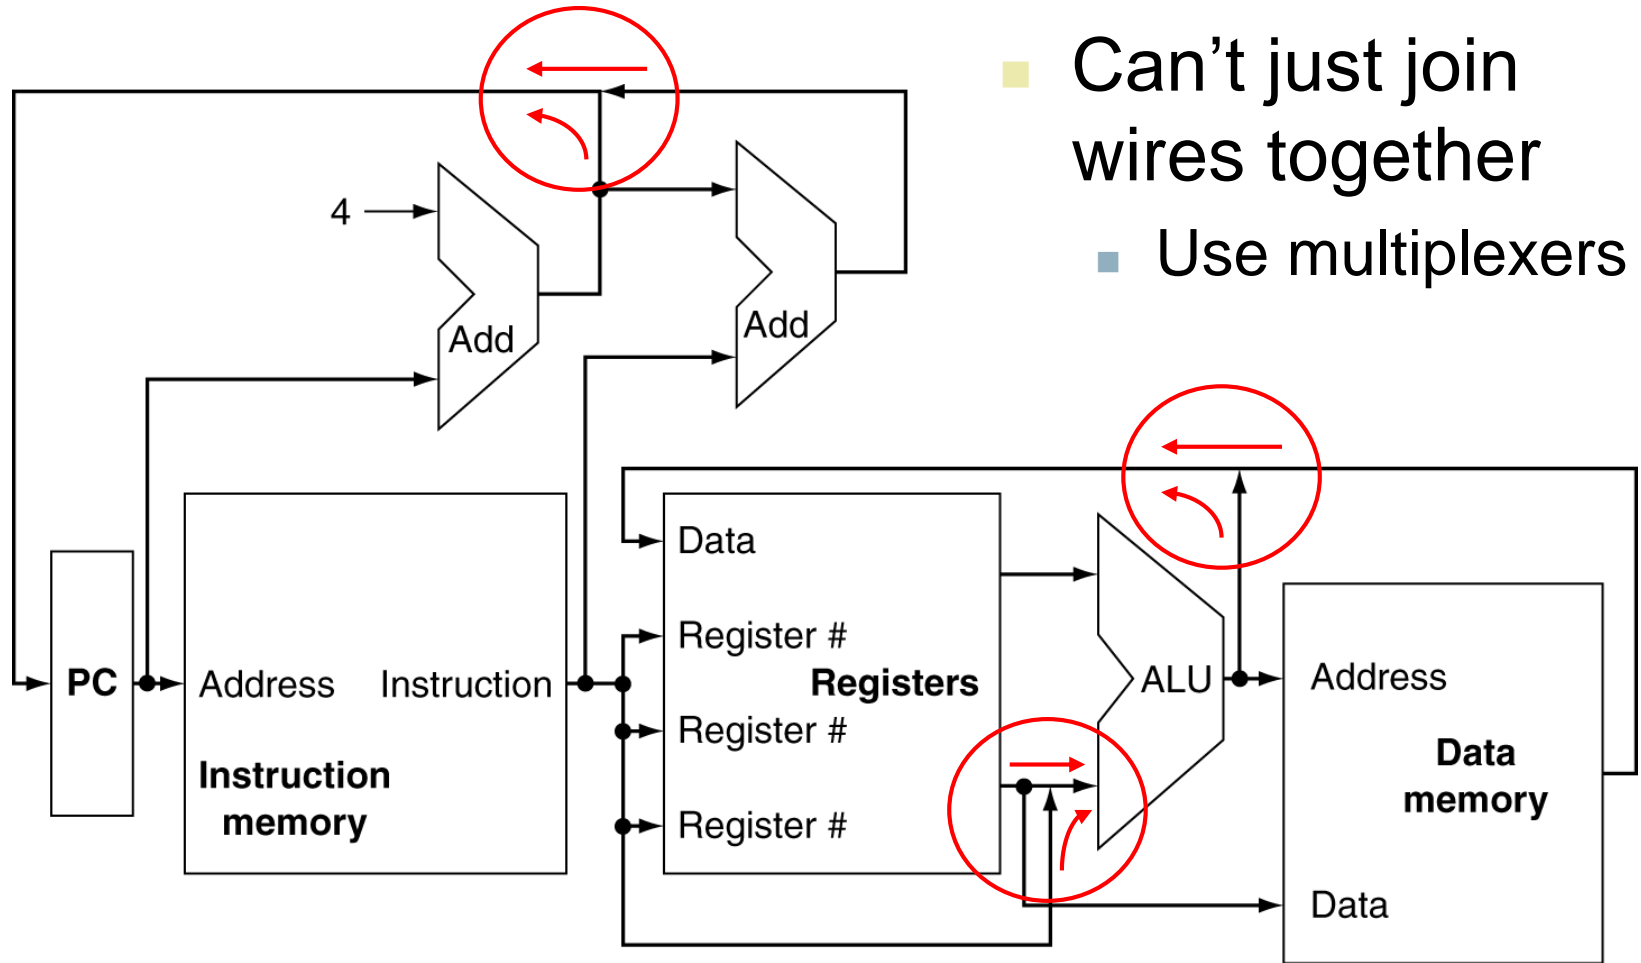 Can’t just join
wires together
Use multiplexers
4
Add
Add
PC
Address
Instruction
Instruction
memory
Data
Register #
Registers
Register #
Register #
ALU
Address
Data
memory
Data